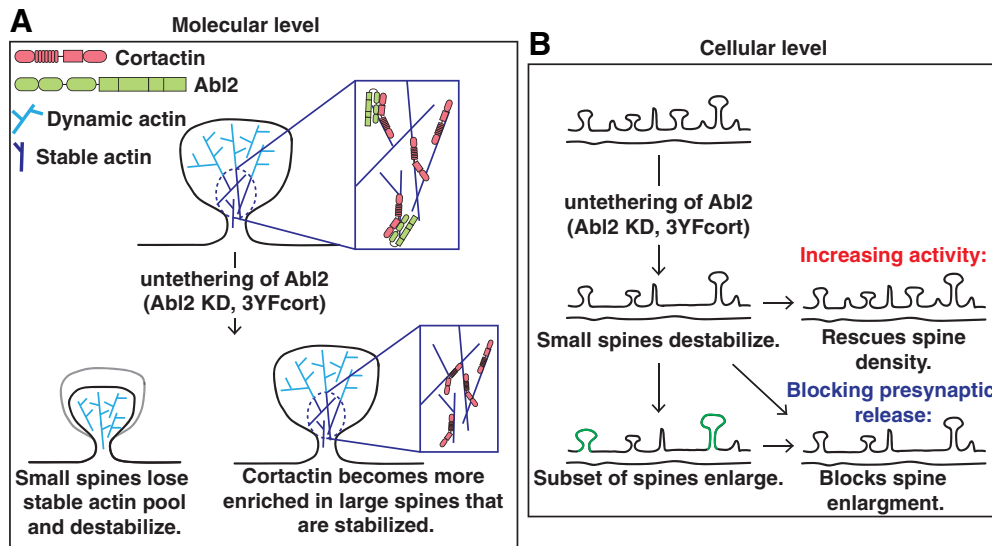 A
Molecular level
Cortactin
Abl2
Dynamic actin
Stable actin
untethering of Abl2
(Abl2 KD, 3YFcort)
Small spines lose
stable actin pool
and destabilize.
Cortactin becomes more
enriched in large spines that
are stabilized.
B
Cellular level
untethering of Abl2
(Abl2 KD, 3YFcort)
Small spines destabilize.
Increasing activity:
Rescues spine
density.
Blocking presynaptic
release:
Subset of spines enlarge.
Blocks spine
enlargment.